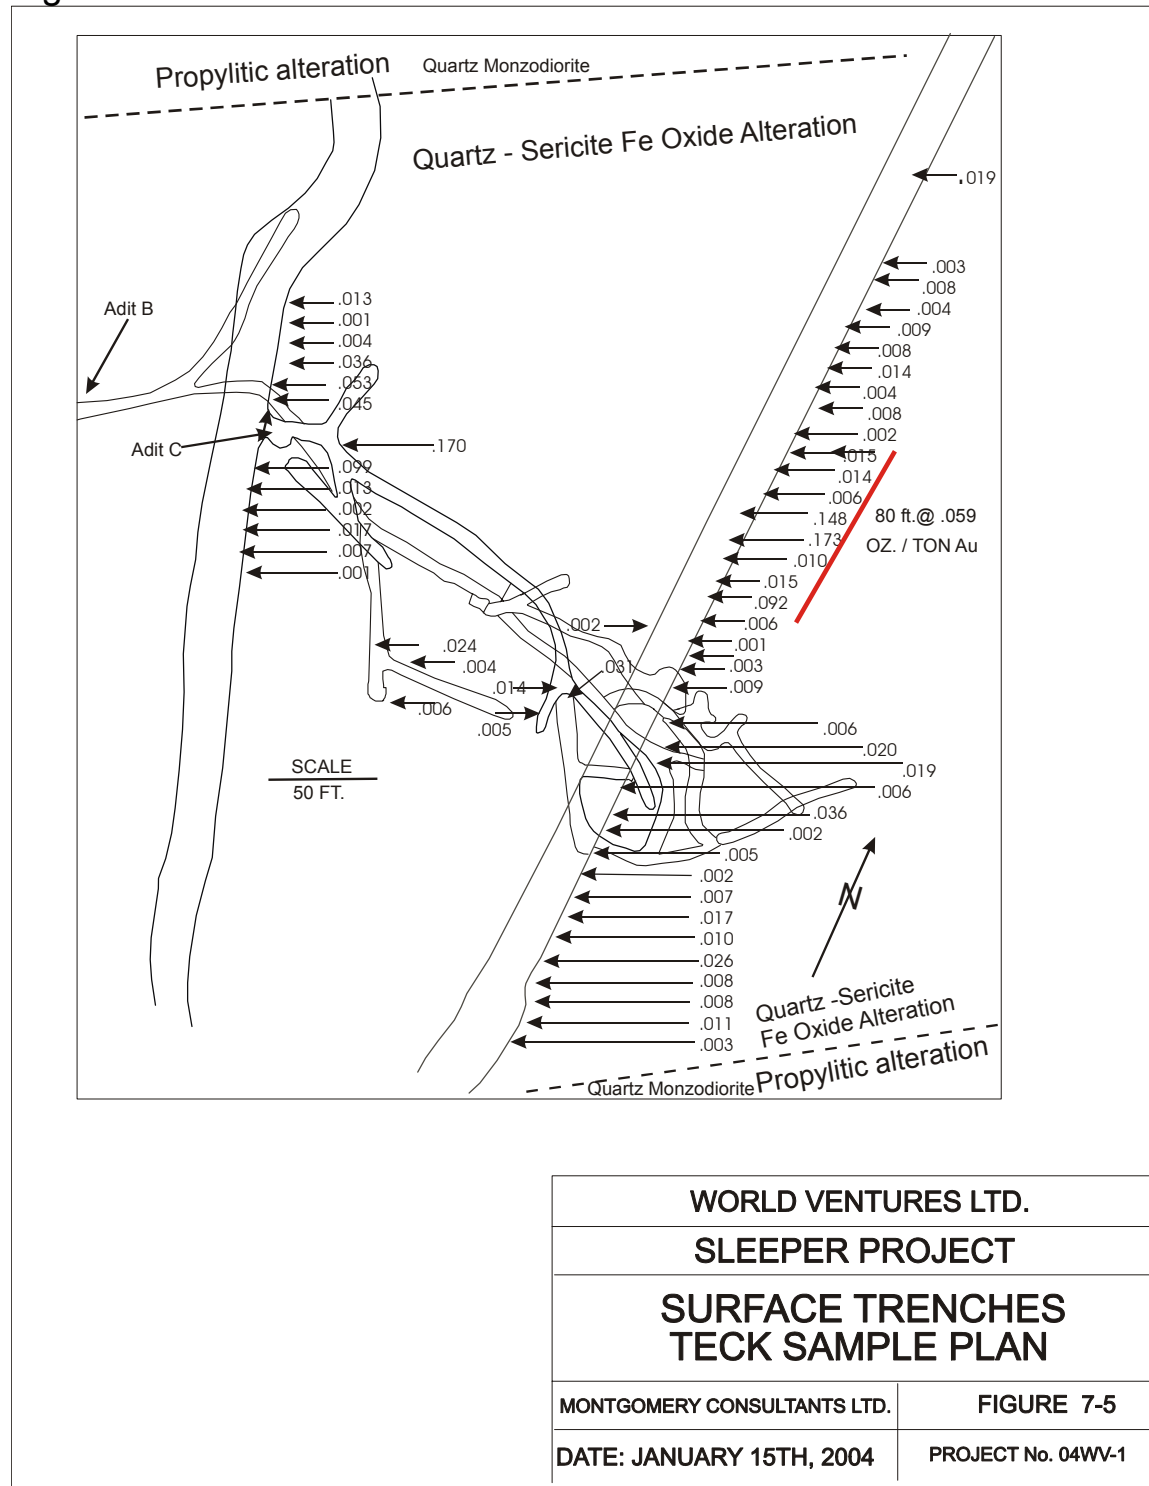 Propylitic alteration
Quartz Monzodiorite
Quartz - Sericite Fe Oxide Alteration
.019
.003
.008
.004
.009
.008
.014
.004
.008
.002
.015
.014
.006
.148
.173
.010
.015
.092
.006
.001
.003
.009
80 ft.@ .059
OZ. / TON Au
Adit B
.013
.001
.004
.036
.053
.045
Adit C
.170
.099
.013
.002
.017
.007
.001
.002
.024
.004
.031
.014
.006
.005
.006
.020
.019
.006
.036
.002
.005
.002
.007
.017
.010
.026
.008
.008
.011
.003
SCALE
50 FT.
N
Quartz -Sericite
Fe Oxide Alteration
Quartz Monzodiorite
Propylitic alteration
WORLD VENTURES LTD.
SLEEPER PROJECT
SURFACE TRENCHES
TECK SAMPLE PLAN
MONTGOMERY CONSULTANTS LTD.
FIGURE 7-5
DATE: JANUARY 15TH, 2004
PROJECT No. 04WV-1